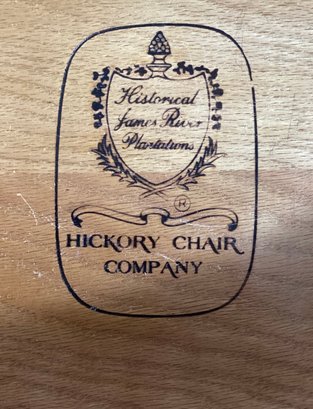 Historical
James River
Plantations
®
HICKORY CHAIR
COMPANY